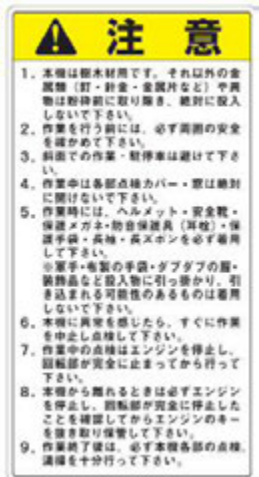 注意
1. 本機は樹木材用です。それ以外の金
属類（釘・針金・金属片など）や異
物は粉砕前に取り除き、絶対に投入
しないで下さい。
2. 作業を行う前には、必ず周囲の安全
を確かめて下さい。
3. 斜面での作業・駐停車は避けて下さ
い。
4. 作業中は各部点検カバー・窓は絶対
に開けないで下さい。
5. 作業時には、ヘルメット・安全靴・
保護メガネ・防音保護具（耳栓）・保
護手袋・長袖・長ズボンを必ず着用
して下さい。
※軍手・布製の手袋・ダブダブの服・
装飾品など投入物に引っ掛かり、引
き込まれる可能性のあるものは着用
しないで下さい。
6. 本機に異常を感じたら、すぐに作業
を中止し点検して下さい。
7. 作業中の点検はエンジンを停止し、
回転部が完全に止まってから行って
下さい。
8. 本機から離れるときは必ずエンジン
を停止し、回転部が完全に停止した
ことを確認してからエンジンのキー
を抜き取り保管して下さい。
9. 作業終了後は、必ず本機各部の点検、
清掃を十分行って下さい。